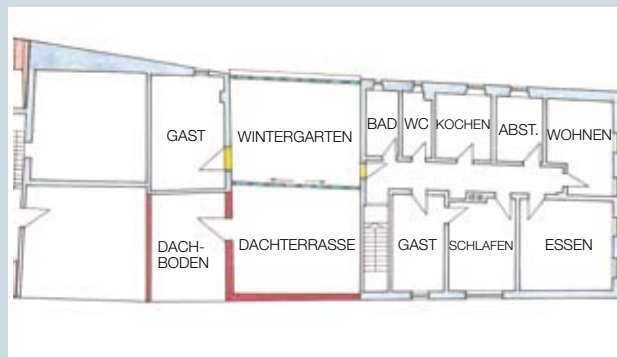 GAST
WINTERGARTEN
BAD
WC
KOCHEN
ABST.
WOHNEN
DACH-
BODEN
DACHTERRASSE
GAST
SCHLAFEN
ESSEN